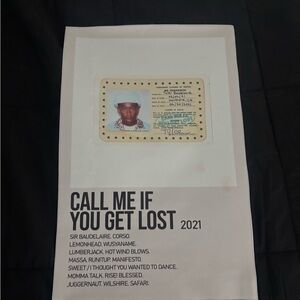 CALL ME IF
YOU GET LOST 2021
SIR BAUDELAIRE. CORSO.
LEMONHEAD. WUSYANAME.
LUMBERJACK. HOT WIND BLOWS.
MASSA. RUNITUP. MANIFESTO.
SWEET / I THOUGHT YOU WANTED TO DANCE.
MOMMA TALK. RISE! BLESSED.
JUGGERNAUT. WILSHIRE. SAFARI.